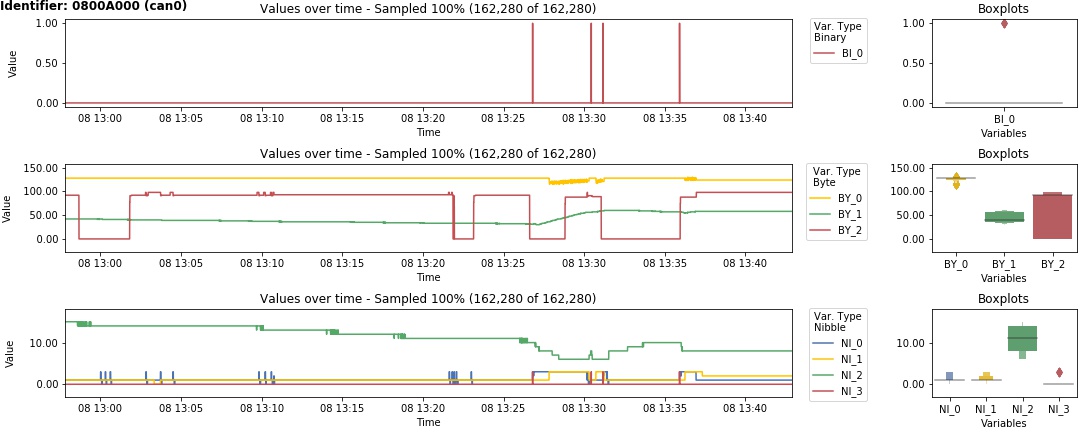 Identifier: 0800A000 (can0)
Values over time - Sampled 100% (162,280 of 162,280)
Boxplots
Value
1.00
0.50
0.00
08 13:00 08 13:05 08 13:10 08 13:15 08 13:20 08 13:25 08 13:30 08 13:35 08 13:40
Time
Var. Type
Binary
BI_0
1.00
0.50
0.00
BI_0
Variables
Values over time - Sampled 100% (162,280 of 162,280)
Boxplots
Value
150.00
100.00
50.00
0.00
08 13:00 08 13:05 08 13:10 08 13:15 08 13:20 08 13:25 08 13:30 08 13:35 08 13:40
Time
Var. Type
Byte
BY_0
BY_1
BY_2
150.00
100.00
50.00
0.00
BY_0 BY_1 BY_2
Variables
Values over time - Sampled 100% (162,280 of 162,280)
Boxplots
Value
10.00
0.00
08 13:00 08 13:05 08 13:10 08 13:15 08 13:20 08 13:25 08 13:30 08 13:35 08 13:40
Time
Var. Type
Nibble
NI_0
NI_1
NI_2
NI_3
10.00
0.00
NI_0 NI_1 NI_2 NI_3
Variables